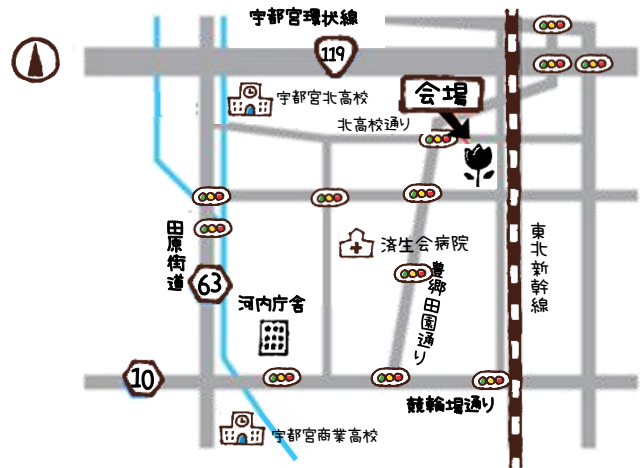 宇都宮環状線
119
会場
宇都宮北高校
北高校通り
田原街道
済生会病院
東北新幹線
63
豊郷田園通り
河内庁舎
10
競輪場通り
宇都宮商業高校